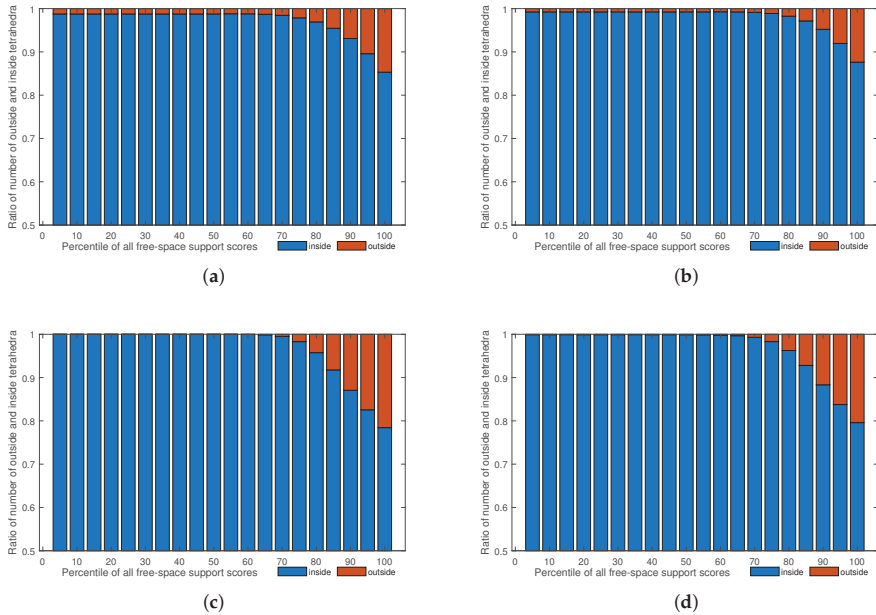 Ratio of number of outside and inside tetrahedra
1
0.9
0.8
0.7
0.6
0.5
0 10 20 30 40 50 60 70 80 90 100
Percentile of all free-space support scores
inside outside
(a)
Ratio of number of outside and inside tetrahedra
1
0.9
0.8
0.7
0.6
0.5
0 10 20 30 40 50 60 70 80 90 100
Percentile of all free-space support scores
inside outside
(b)
Ratio of number of outside and inside tetrahedra
1
0.9
0.8
0.7
0.6
0.5
0 10 20 30 40 50 60 70 80 90 100
Percentile of all free-space support scores
inside outside
(c)
Ratio of number of outside and inside tetrahedra
1
0.9
0.8
0.7
0.6
0.5
0 10 20 30 40 50 60 70 80 90 100
Percentile of all free-space support scores
inside outside
(d)